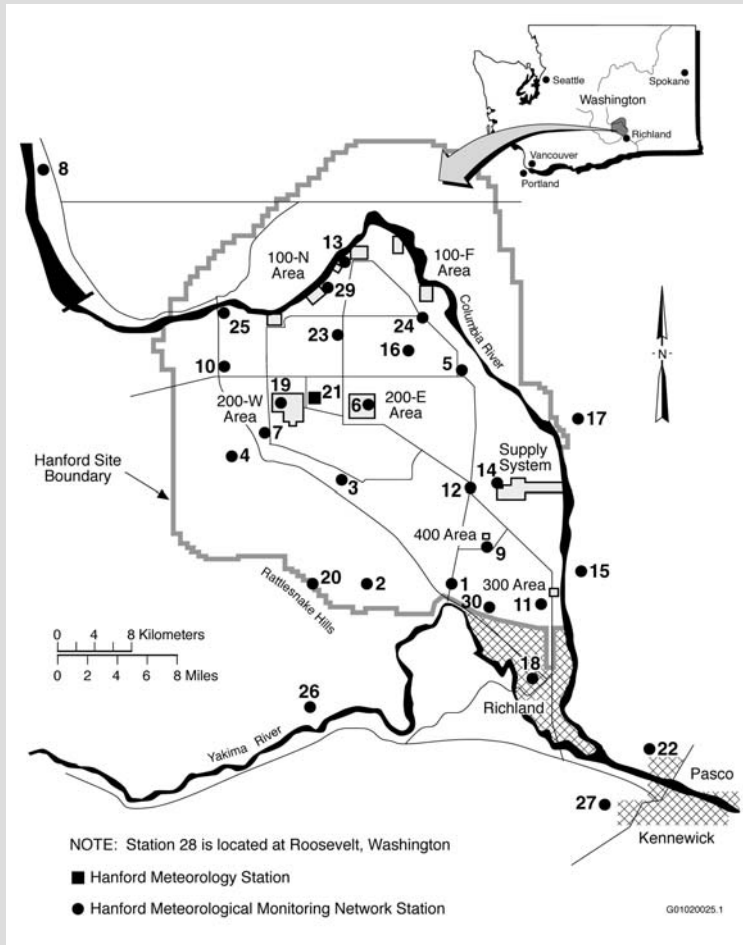 Seattle
Spokane
Washington
Richland
Vancouver
Portland
8
13
100-N
Area
100-F
Area
29
Columbia River
25
23
24
16
10
5
- N -
19
21
200-W
Area
6
200-E
Area
17
7
4
Supply
System
Hanford Site
Boundary
14
3
12
400 Area
9
15
20
2
1
300 Area
30
11
Rattlesnake Hills
0 4 8 Kilometers
0 2 4 6 8 Miles
18
Richland
26
Yakima River
22
Pasco
27
Kennewick
NOTE: Station 28 is located at Roosevelt, Washington
Hanford Meteorology Station
Hanford Meteorological Monitoring Network Station
G01020025.1